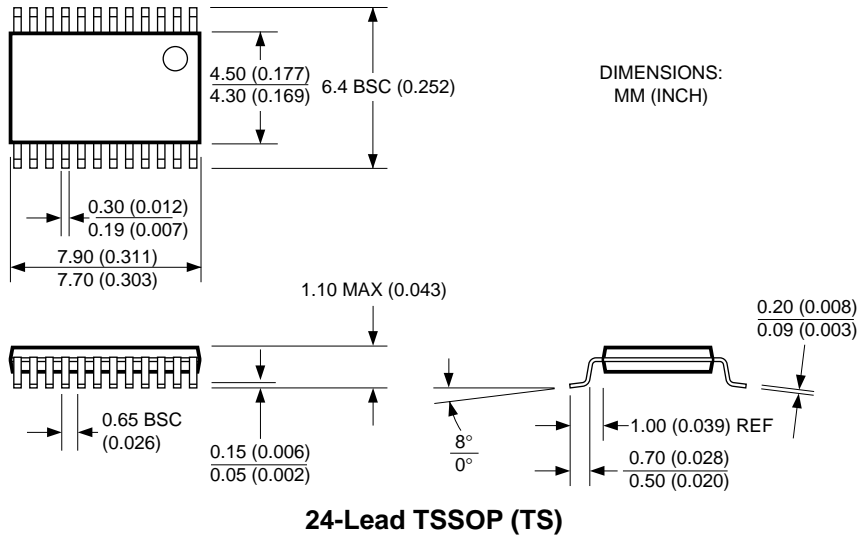 4.50 (0.177)
4.30 (0.169)
6.4 BSC (0.252)
DIMENSIONS:
MM (INCH)
0.30 (0.012)
0.19 (0.007)
7.90 (0.311)
7.70 (0.303)
1.10 MAX (0.043)
0.20 (0.008)
0.09 (0.003)
0.65 BSC
(0.026)
0.15 (0.006)
0.05 (0.002)
8°
0°
1.00 (0.039) REF
0.70 (0.028)
0.50 (0.020)
24-Lead TSSOP (TS)